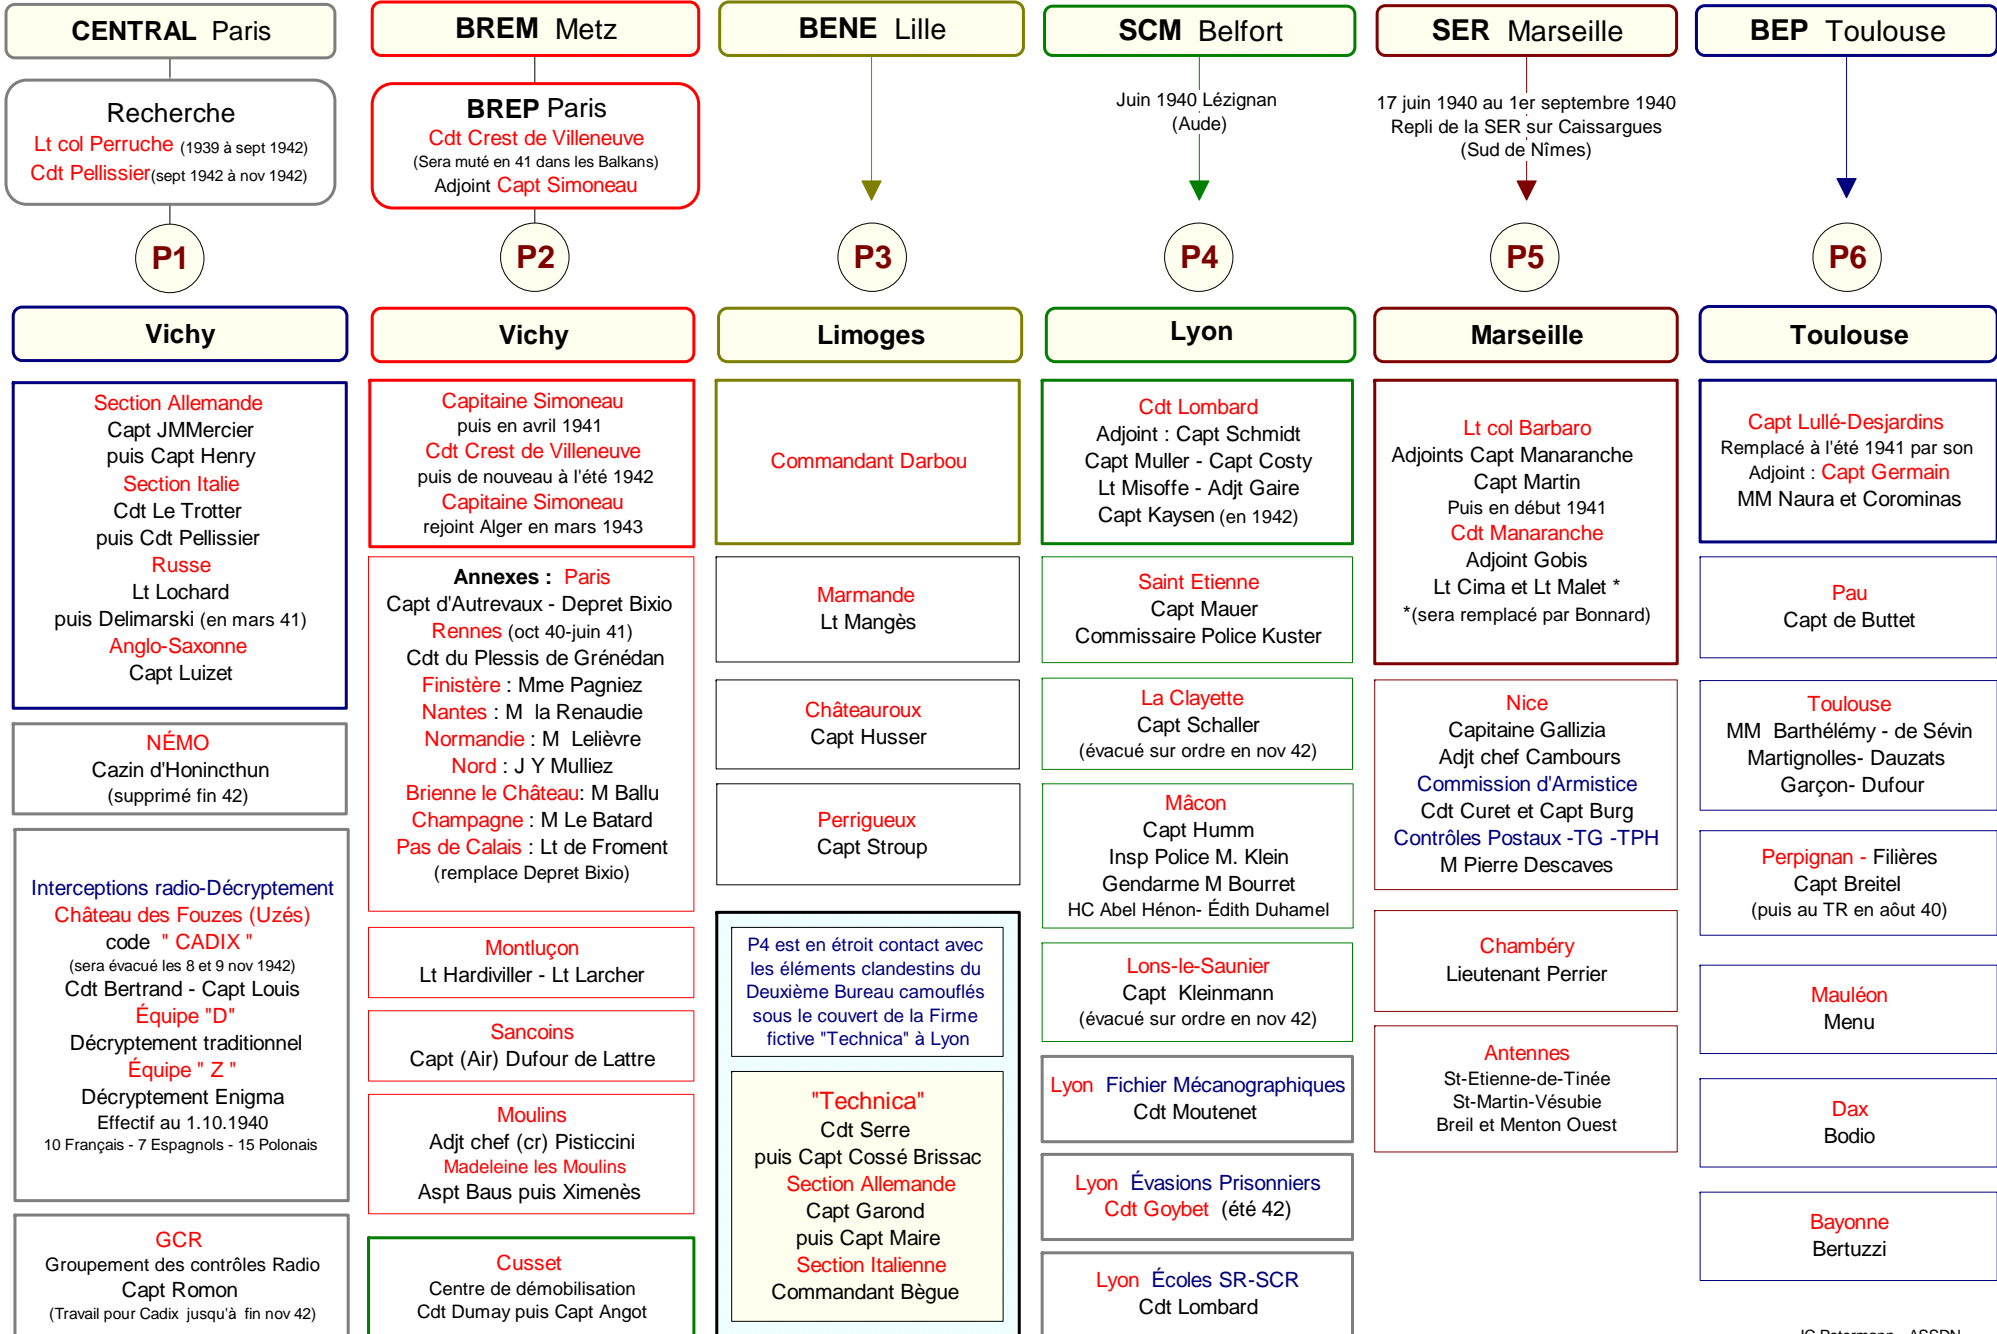 CENTRAL Paris
Recherche
Lt col Perruche (1939 à sept 1942)
Cdt Pellissier(sept 1942 à nov 1942)
P1
Vichy
Section Allemande
Capt JMMercier
puis Capt Henry
Section Italie
Cdt Le Trotter
puis Cdt Pellissier
Russe
Lt Lochard
puis Delimarski (en mars 41)
Anglo-Saxonne
Capt Luizet
NÉMO
Cazin d'Honincthun
(supprimé fin 42)
Interceptions radio-Décryptement
Château des Fouzes (Uzés)
code " CADIX "
(sera évacué les 8 et 9 nov 1942)
Cdt Bertrand - Capt Louis
Équipe "D"
Décryptement traditionnel
Équipe " Z "
Décryptement Enigma
Effectif au 1.10.1940
10 Français - 7 Espagnols - 15 Polonais
GCR
Groupement des contrôles Radio
Capt Romon
(Travail pour Cadix jusqu'à fin nov 42)
BREM Metz
BREP Paris
Cdt Crest de Villeneuve
(Sera muté en 41 dans les Balkans)
Adjoint Capt Simoneau
P2
Vichy
Capitaine Simoneau
puis en avril 1941
Cdt Crest de Villeneuve
puis de nouveau à l'été 1942
Capitaine Simoneau
rejoint Alger en mars 1943
Annexes : Paris
Capt d'Autrevaux - Depret Bixio
Rennes (oct 40-juin 41)
Cdt du Plessis de Grénédan
Finistère : Mme Pagniez
Nantes : M la Renaudie
Normandie : M Lelièvre
Nord : J Y Mulliez
Brienne le Château: M Ballu
Champagne : M Le Batard
Pas de Calais : Lt de Froment
(remplace Depret Bixio)
Montluçon
Lt Hardiviller - Lt Larcher
Sancoins
Capt (Air) Dufour de Lattre
Moulins
Adjt chef (cr) Pisticcini
Madeleine les Moulins
Aspt Baus puis Ximenès
Cusset
Centre de démobilisation
Cdt Dumay puis Capt Angot
BENE Lille
P3
Limoges
Commandant Darbou
Marmande
Lt Mangès
Châteauroux
Capt Husser
Perrigueux
Capt Stroup
P4 est en étroit contact avec
les éléments clandestins du
Deuxième Bureau camouflés
sous le couvert de la Firme
fictive "Technica" à Lyon
"Technica"
Cdt Serre
puis Capt Cossé Brissac
Section Allemande
Capt Garond
puis Capt Maire
Section Italienne
Commandant Bègue
SCM Belfort
Juin 1940 Lézignan
(Aude)
P4
Lyon
Cdt Lombard
Adjoint : Capt Schmidt
Capt Muller - Capt Costy
Lt Misoffe - Adjt Gaire
Capt Kaysen (en 1942)
Saint Etienne
Capt Mauer
Commissaire Police Kuster
La Clayette
Capt Schaller
(évacué sur ordre en nov 42)
Mâcon
Capt Humm
Insp Police M. Klein
Gendarme M Bourret
HC Abel Hénon- Édith Duhamel
Lons-le-Saunier
Capt Kleinmann
(évacué sur ordre en nov 42)
Lyon Fichier Mécanographiques
Cdt Moutenet
Lyon Évasions Prisonniers
Cdt Goybet (été 42)
Lyon Écoles SR-SCR
Cdt Lombard
SER Marseille
17 juin 1940 au 1er septembre 1940
Repli de la SER sur Caissargues
(Sud de Nîmes)
P5
Marseille
Lt col Barbaro
Adjoints Capt Manaranche
Capt Martin
Puis en début 1941
Cdt Manaranche
Adjoint Gobis
Lt Cima et Lt Malet *
*(sera remplacé par Bonnard)
Nice
Capitaine Gallizia
Adjt chef Cambours
Commission d'Armistice
Cdt Curet et Capt Burg
Contrôles Postaux -TG -TPH
M Pierre Descaves
Chambéry
Lieutenant Perrier
Antennes
St-Etienne-de-Tinée
St-Martin-Vésubie
Breil et Menton Ouest
BEP Toulouse
P6
Toulouse
Capt Lullé-Desjardins
Remplacé à l'été 1941 par son
Adjoint : Capt Germain
MM Naura et Corominas
Pau
Capt de Buttet
Toulouse
MM Barthélémy - de Sévin
Martignolles- Dauzats
Garçon- Dufour
Perpignan - Filières
Capt Breitel
(puis au TR en aôut 40)
Mauléon
Menu
Dax
Bodio
Bayonne
Bertuzzi